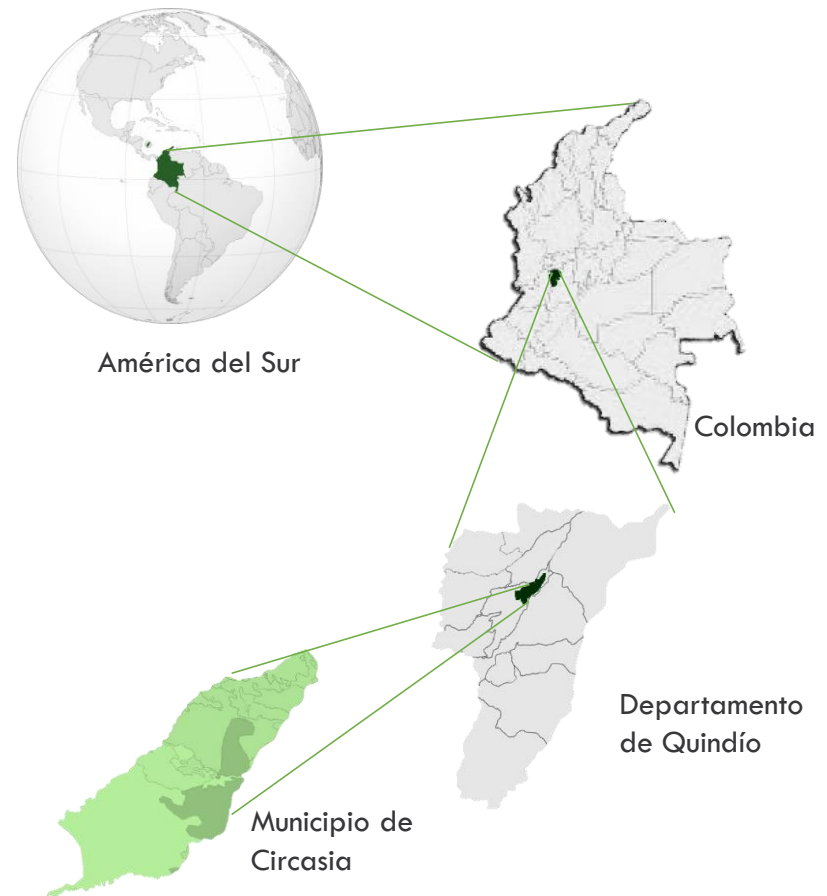 América del Sur
Colombia
Departamento
de Quindío
Municipio de
Circasia